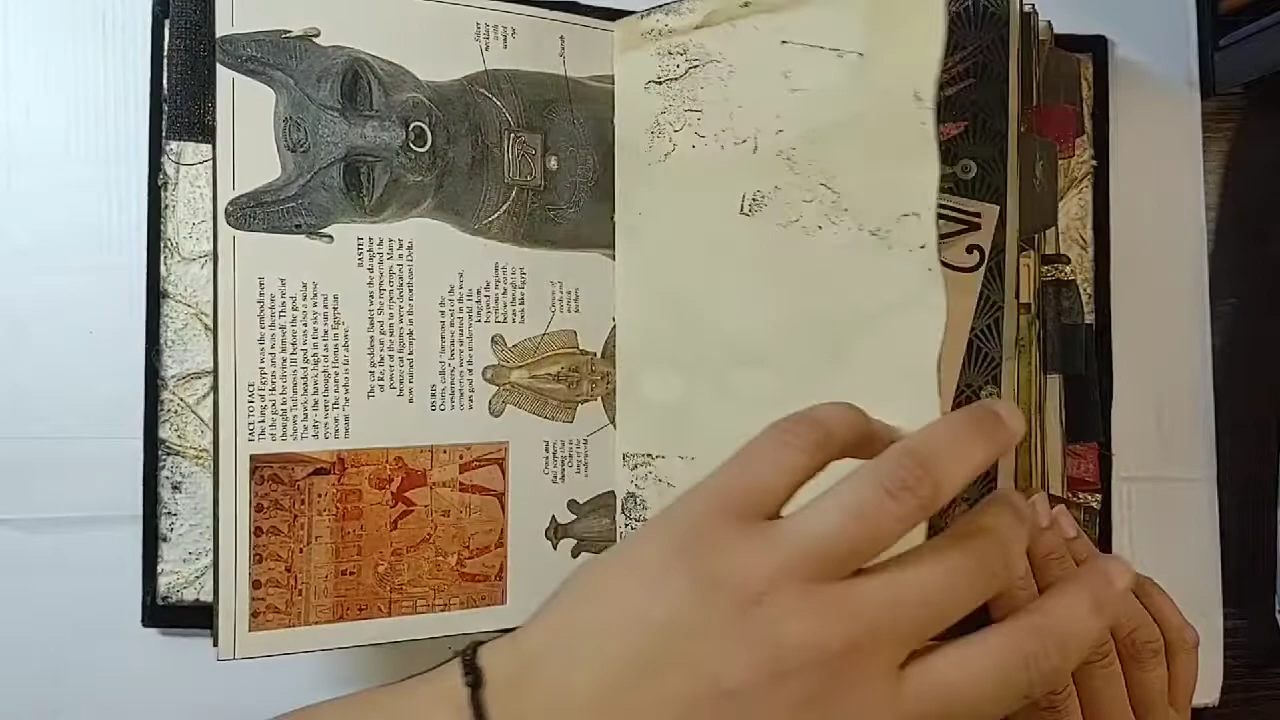 Silver
necklace
with
wadjet
eye
Scarab
FACE TO FACE
The king of Egypt was the embodiment
of the god Horus and was therefore
thought to be divine himself. This relief
shows Tuthmosis III before the god.
The hawk-headed god was also a solar
deity - the hawk high in the sky whose
eyes were thought of as the sun and
moon. The name Horus in Egyptian
meant "he who is far above."
BASTET
The cat goddess Bastet was the daughter
of Re, the sun god. She represented the
power of the sun to ripen crops. Many
bronze cat figures were dedicated in her
now ruined temple in the northeast Delta.
OSIRIS
Osiris, called "foremost of the
westerners," because most of the
cemeteries were situated in the west,
was god of the underworld. His
kingdom,
beyond the
perilous regions
below the earth,
was thought to
look like Egypt
Crown of
reeds and
ostrich
feathers
Crook and
flail scepters,
showing that
Osiris is
king of the
underworld